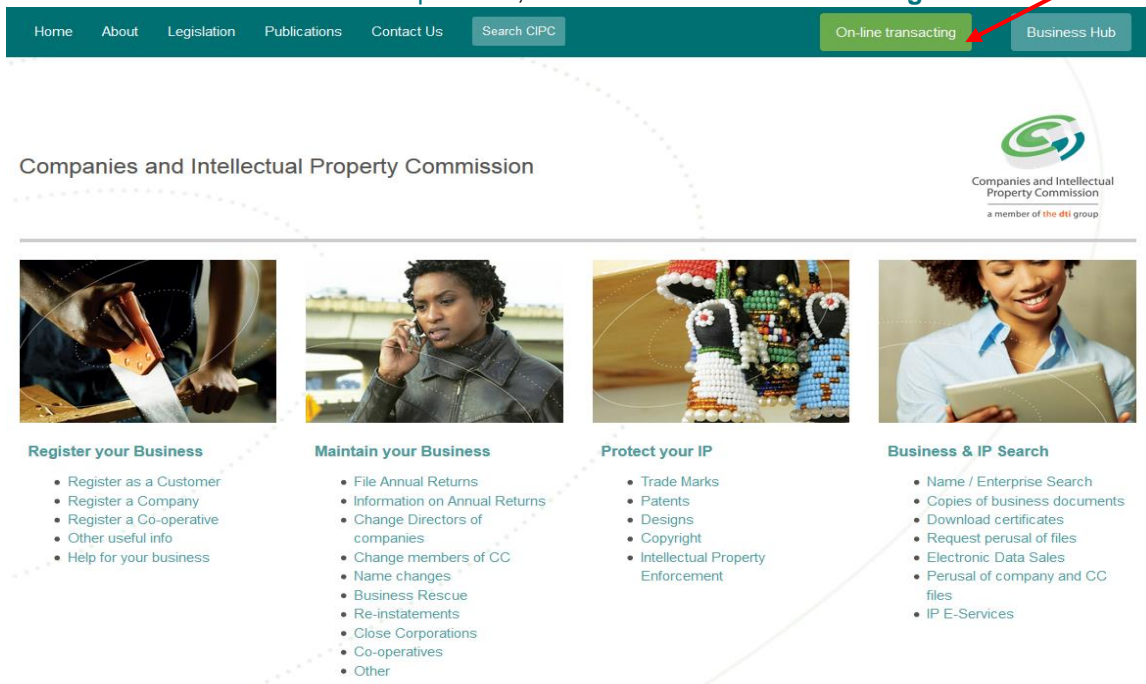 Home About Legislation Publications Contact Us Search CIPC On-line transacting Business Hub
Companies and Intellectual Property Commission
Companies and Intellectual
Property Commission
a member of the dti group
Register your Business
• Register as a Customer
• Register a Company
• Register a Co-operative
• Other useful info
• Help for your business
Maintain your Business
• File Annual Returns
• Information on Annual Returns
• Change Directors of
companies
• Change members of CC
• Name changes
• Business Rescue
• Re-instatements
• Close Corporations
• Co-operatives
• Other
Protect your IP
• Trade Marks
• Patents
• Designs
• Copyright
• Intellectual Property
Enforcement
Business & IP Search
• Name / Enterprise Search
• Copies of business documents
• Download certificates
• Request perusal of files
• Electronic Data Sales
• Perusal of company and CC
files
• IP E-Services